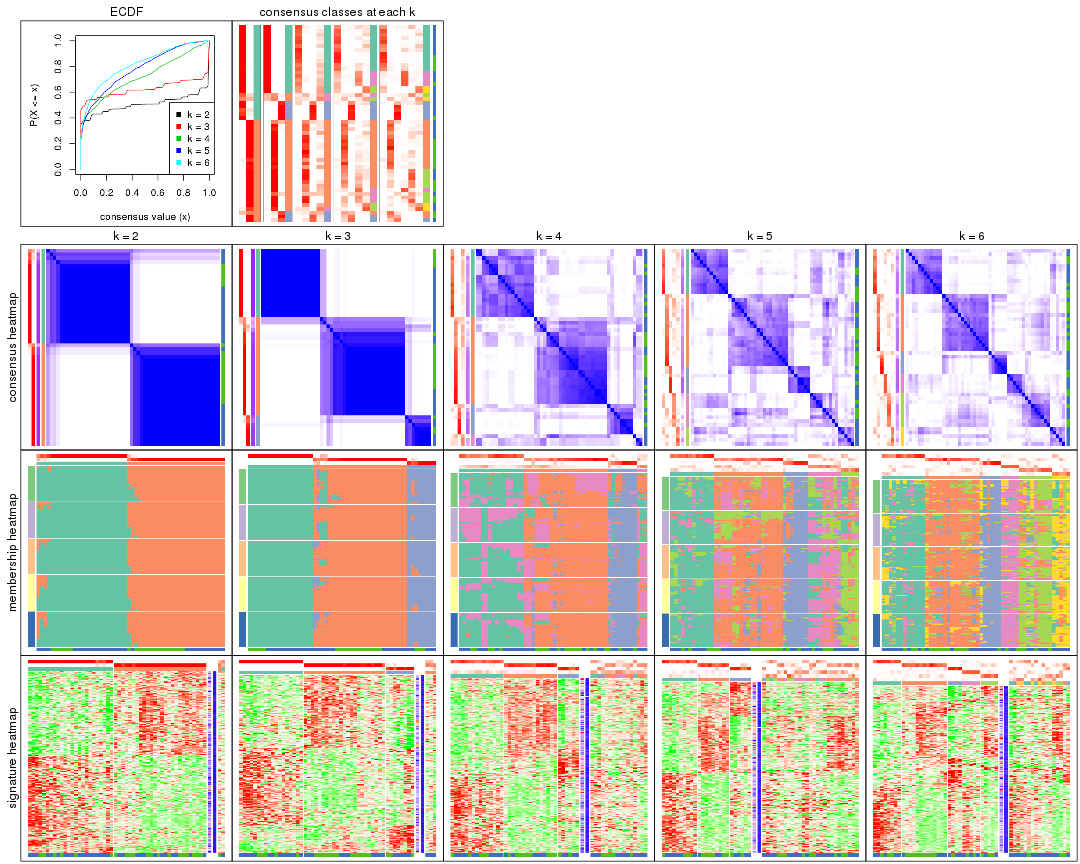 ECDF
consensus classes at each k
P(X <= x)
0.0 0.2 0.4 0.6 0.8 1.0
k = 2
k = 3
k = 4
k = 5
k = 6
0.0 0.2 0.4 0.6 0.8 1.0
consensus value (x)
k = 2
k = 3
k = 4
k = 5
k = 6
consensus heatmap
membership heatmap
signature heatmap